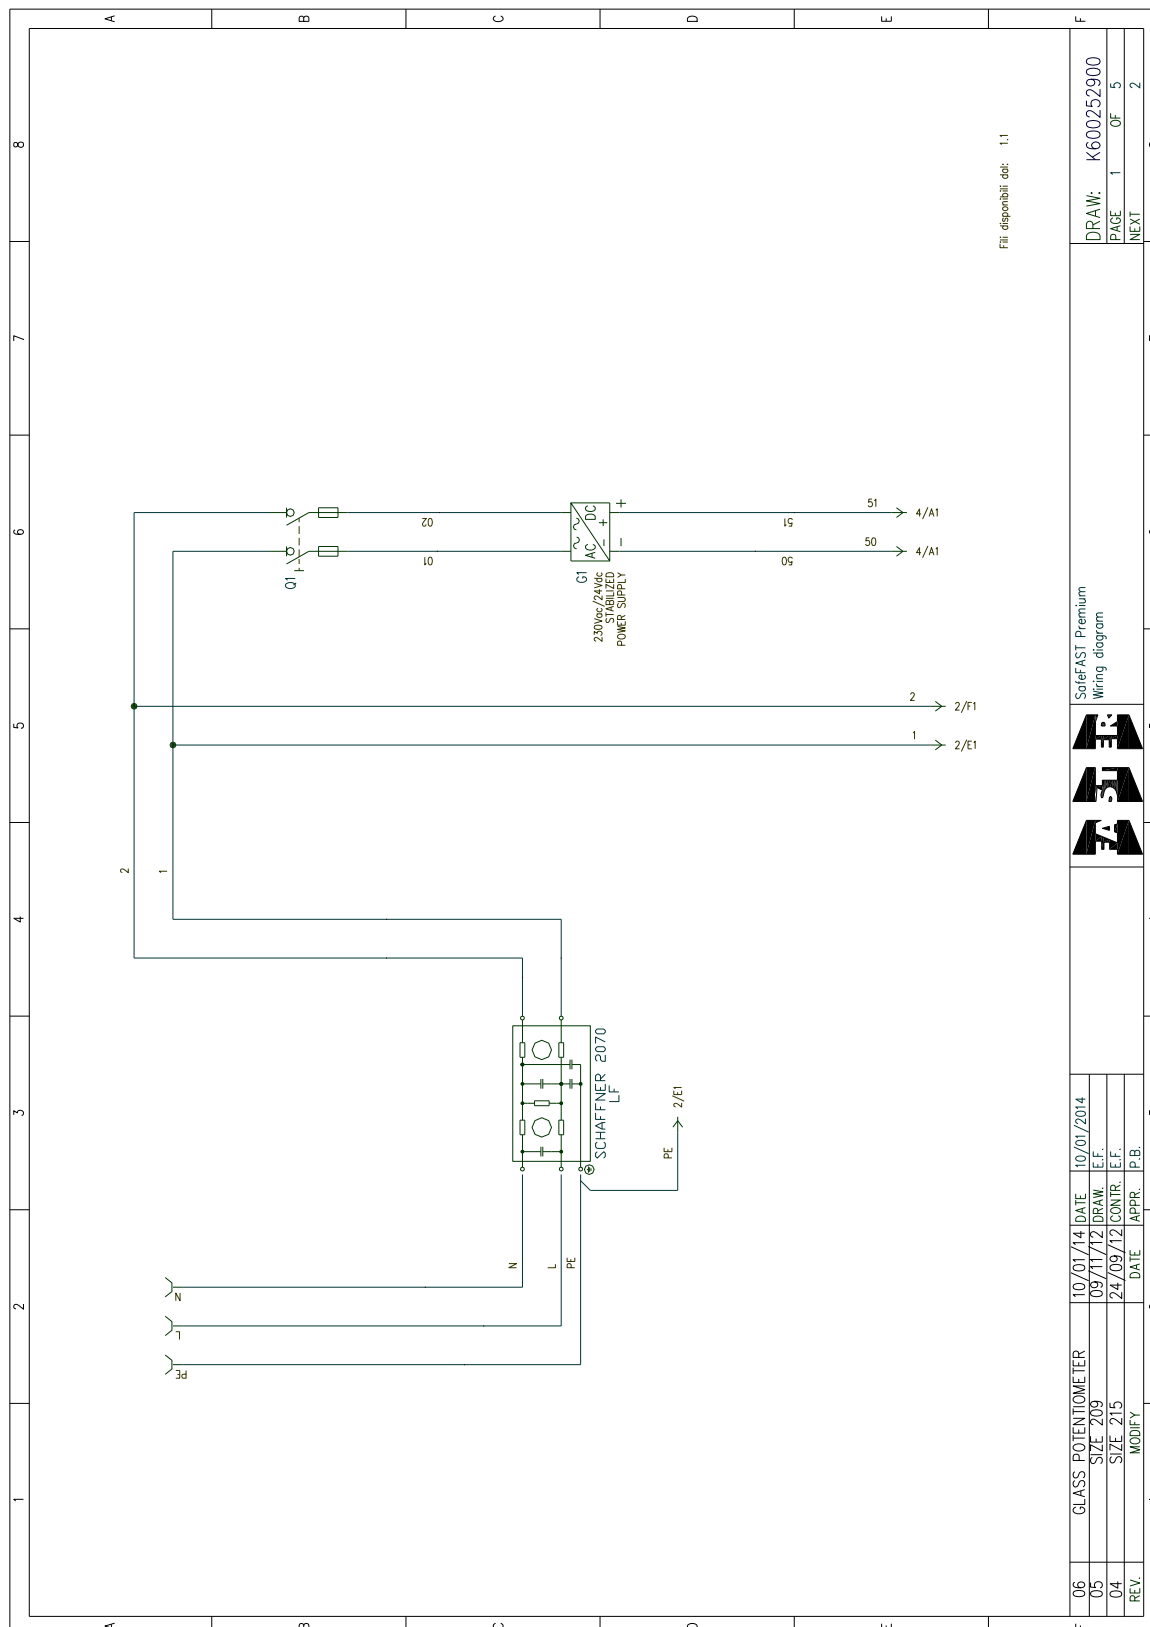 A
B
C
D
E
F
1
2
3
4
5
6
7
8
N
L
PE
N
L
PE
PE
2/E1
SCHAFFNER 2070
LF
2
1
2
2/F1
1
2/E1
Q1
02
01
G1
AC
DC
+
-
+
-
230Vac/24Vdc
STABILIZED
POWER SUPPLY
51
50
51
4/A1
50
4/A1
Fili disponibili dal: 1.1
06 GLASS POTENTIOMETER 10/01/14 DATE 10/01/2014
05 SIZE 209 09/11/12 DRAW. E.F.
04 SIZE 215 24/09/12 CONTR. E.F.
REV. MODIFY DATE APPR. P.B.
FASTER
SafeFAST Premium
Wiring diagram
DRAW: K600252900
PAGE 1 OF 5
NEXT 2